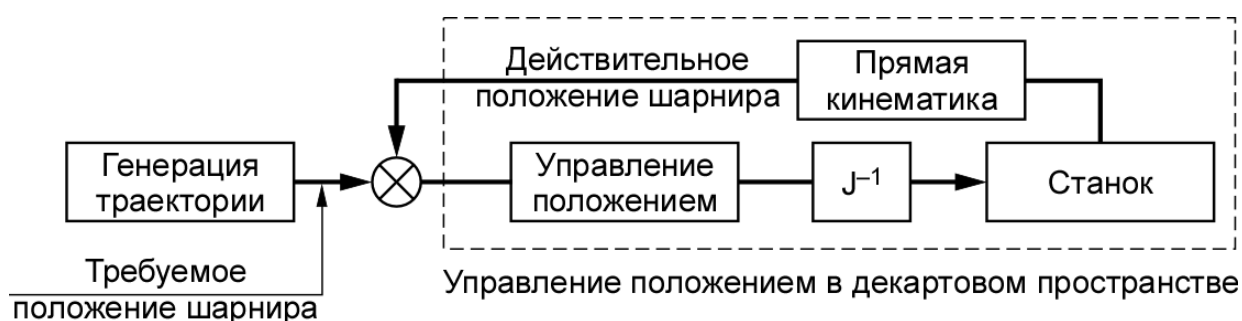 Действительное
положение шарнира
Прямая
кинематика
Генерация
траектории
Управление
положением
J⁻¹
Станок
Требуемое
положение шарнира
Управление положением в декартовом пространстве